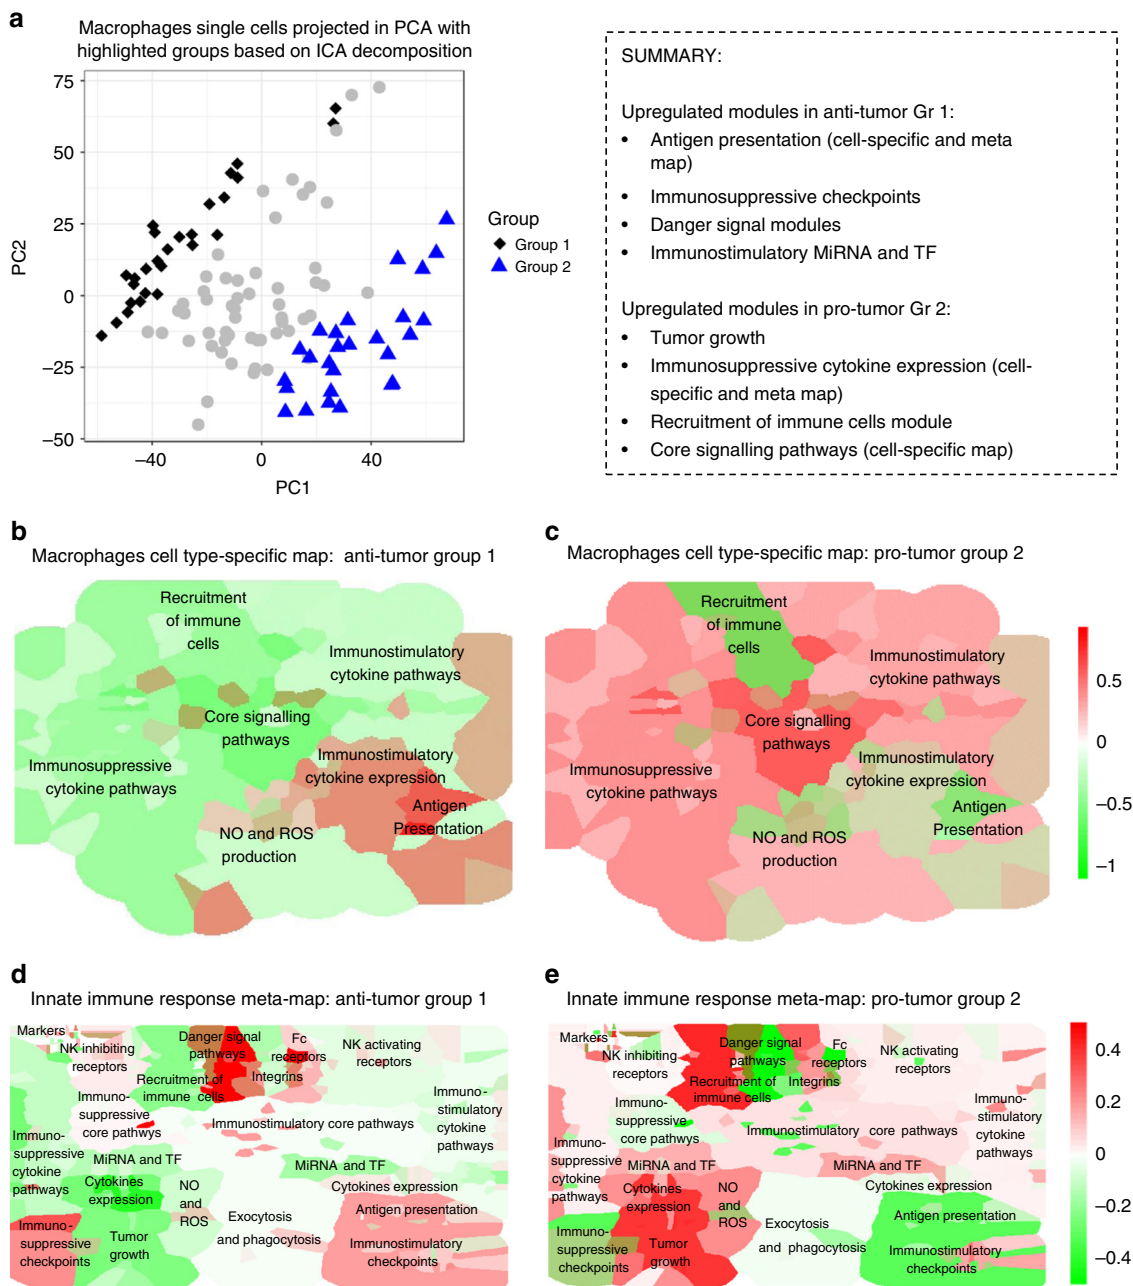 a
Macrophages single cells projected in PCA with
highlighted groups based on ICA decomposition
75
50
25
0
−25
−50
−40
0
40
PC2
PC1
Group
Group 1
Group 2
SUMMARY:
Upregulated modules in anti-tumor Gr 1:
• Antigen presentation (cell-specific and meta
map)
• Immunosuppressive checkpoints
• Danger signal modules
• Immunostimulatory MiRNA and TF
Upregulated modules in pro-tumor Gr 2:
• Tumor growth
• Immunosuppressive cytokine expression (cell-
specific and meta map)
• Recruitment of immune cells module
• Core signalling pathways (cell-specific map)
b
Macrophages cell type-specific map: anti-tumor group 1
Recruitment
of immune
cells
Immunostimulatory
cytokine pathways
Core signalling
pathways
Immunosuppressive
cytokine pathways
Immunostimulatory
cytokine expression
Antigen
Presentation
NO and ROS
production
c
Macrophages cell type-specific map: pro-tumor group 2
Recruitment
of immune
cells
Immunostimulatory
cytokine pathways
Core signalling
pathways
Immunosuppressive
cytokine pathways
Immunostimulatory
cytokine expression
Antigen
Presentation
NO and ROS
production
0.5
0
−0.5
−1
d
Innate immune response meta-map: anti-tumor group 1
Markers
NK inhibiting
receptors
Danger signal
pathways
Fc
receptors
NK activating
receptors
Recruitment of
immune cells
Integrins
Immuno-
suppressive
core pathwys
Immunostimulatory core pathways
Immuno-
stimulatory
cytokine
pathways
Immuno-
suppressive
cytokine
pathways
MiRNA and TF
MiRNA and TF
Cytokines
expression
NO
and
ROS
Cytokines expression
Antigen presentation
Exocytosis
and phagocytosis
Immuno-
suppressive
checkpoints
Tumor
growth
Immunostimulatory
checkpoints
e
Innate immune response meta-map: pro-tumor group 2
Markers
NK inhibiting
receptors
Danger signal
pathways
Fc
receptors
NK activating
receptors
Recruitment of
immune cells
Integrins
Immuno-
suppressive
core pathwys
Immunostimulatory core pathways
Immuno-
stimulatory
cytokine
pathways
Immuno-
suppressive
cytokine
pathways
MiRNA and TF
MiRNA and TF
Cytokines
expression
NO
and
ROS
Cytokines expression
Antigen presentation
Exocytosis
and phagocytosis
Immuno-
suppressive
checkpoints
Tumor
growth
Immunostimulatory
checkpoints
0.4
0.2
0
−0.2
−0.4